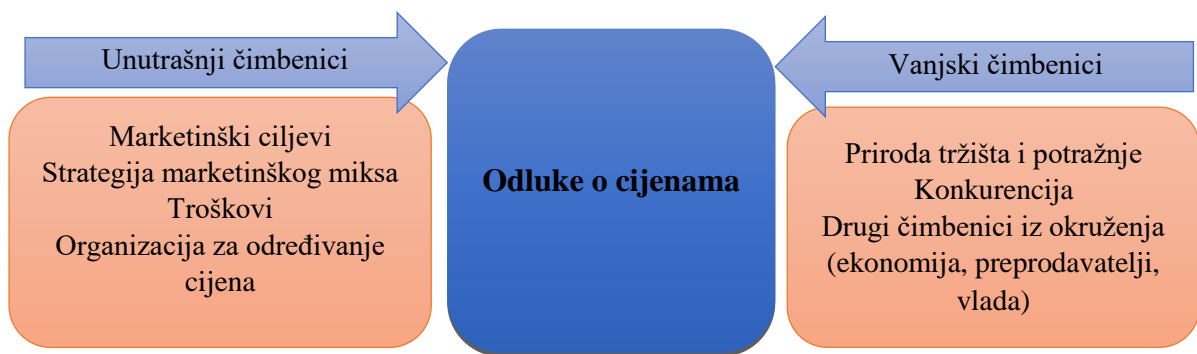 Unutrašnji čimbenici
Marketinški ciljevi
Strategija marketinškog miksa
Troškovi
Organizacija za određivanje
cijena
Odluke o cijenama
Vanjski čimbenici
Priroda tržišta i potražnje
Konkurencija
Drugi čimbenici iz okruženja
(ekonomija, preprodavatelji,
vlada)